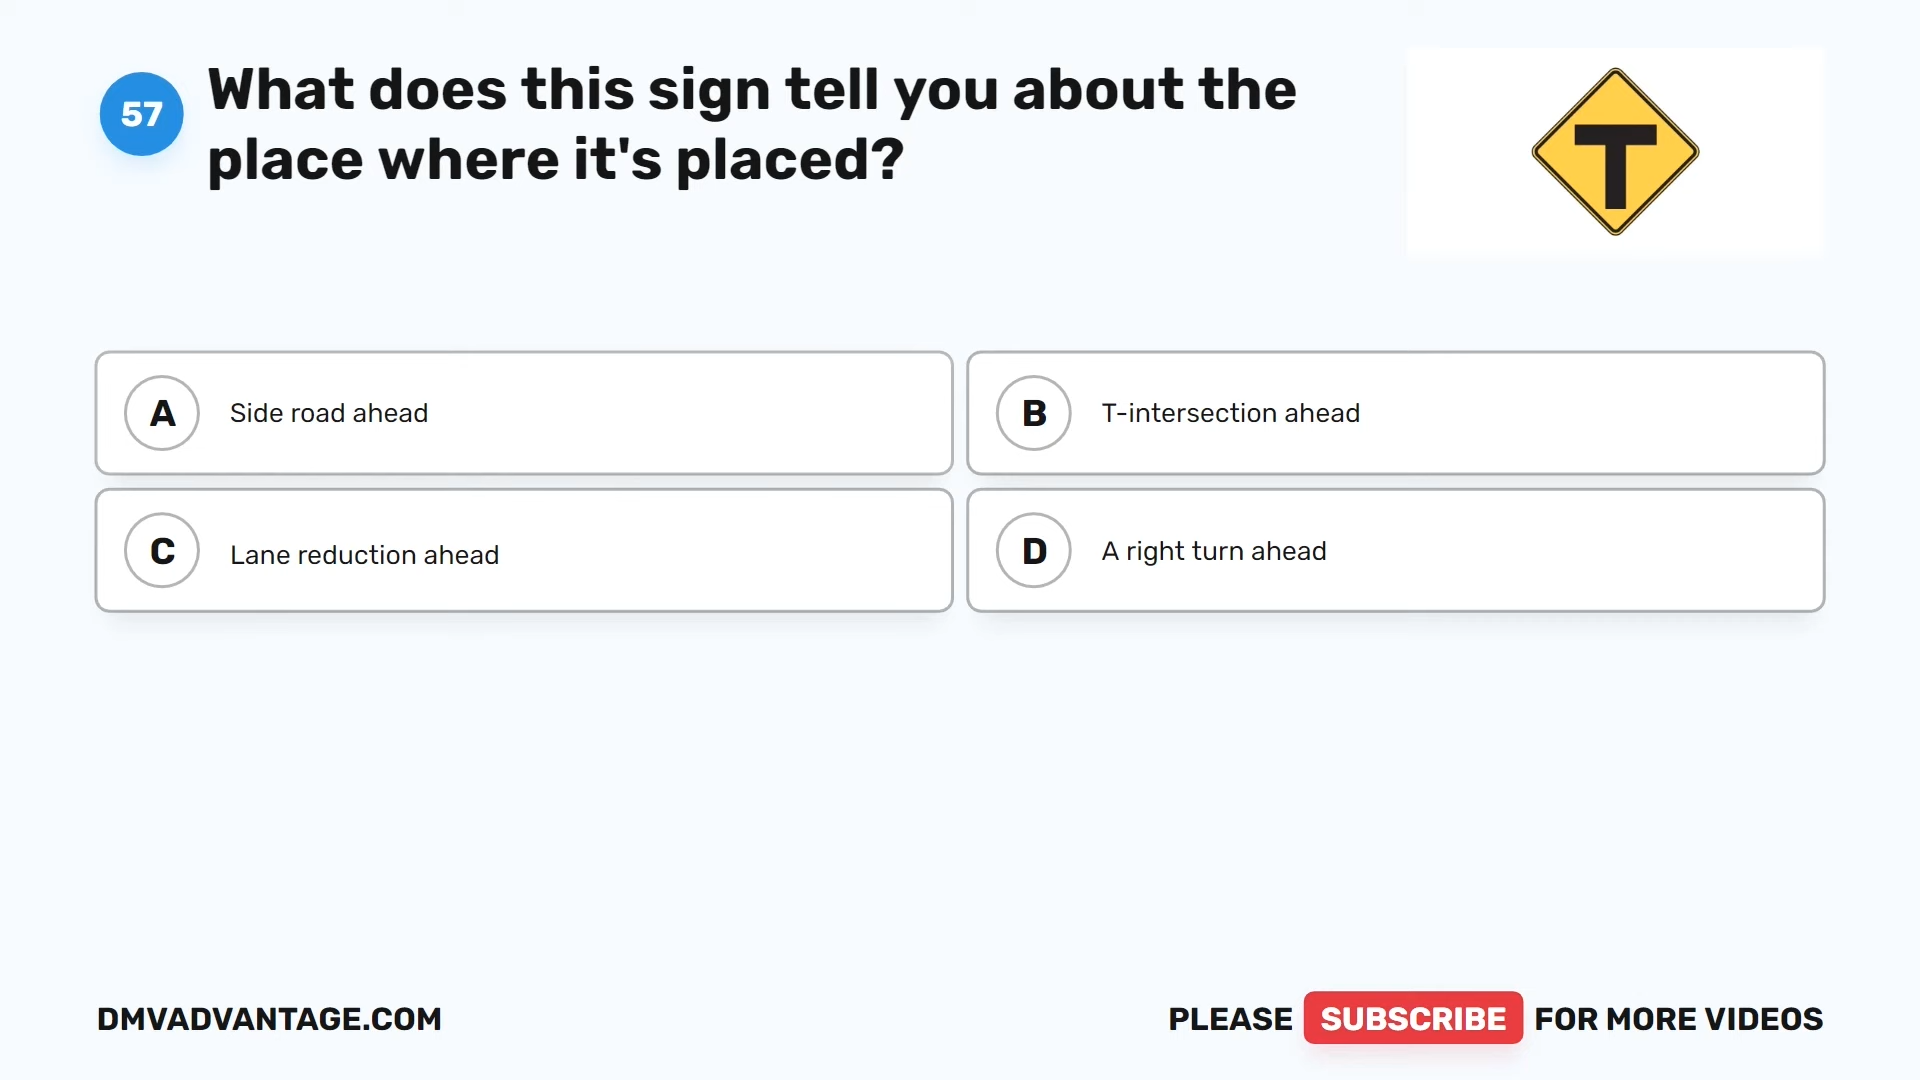 57
What does this sign tell you about the
place where it's placed?
T
A
Side road ahead
B
T-intersection ahead
C
Lane reduction ahead
D
A right turn ahead
DMVADVANTAGE.COM
PLEASE SUBSCRIBE FOR MORE VIDEOS